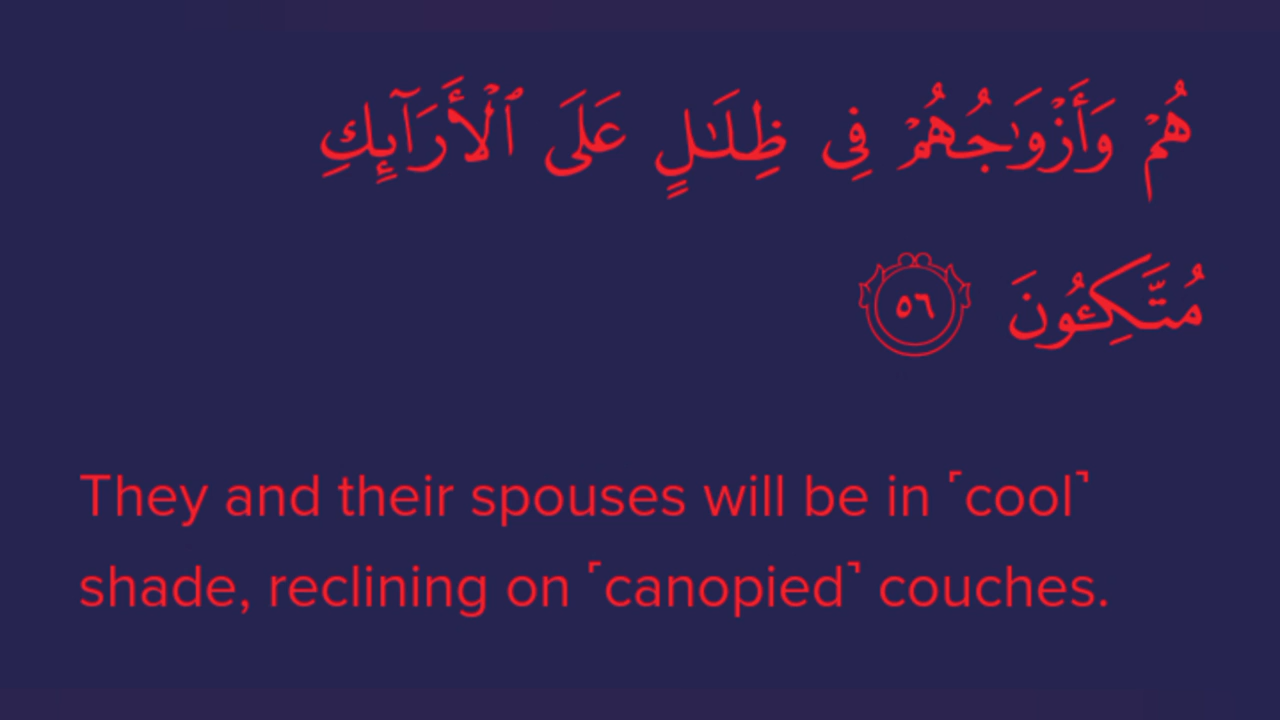 هُمْ وَأَزْوَٰجُهُمْ فِى ظِلَـٰلٍ عَلَى ٱلْأَرَآئِكِ
مُتَّكِـُٔونَ ٥٦
They and their spouses will be in ˹cool˺
shade, reclining on ˹canopied˺ couches.